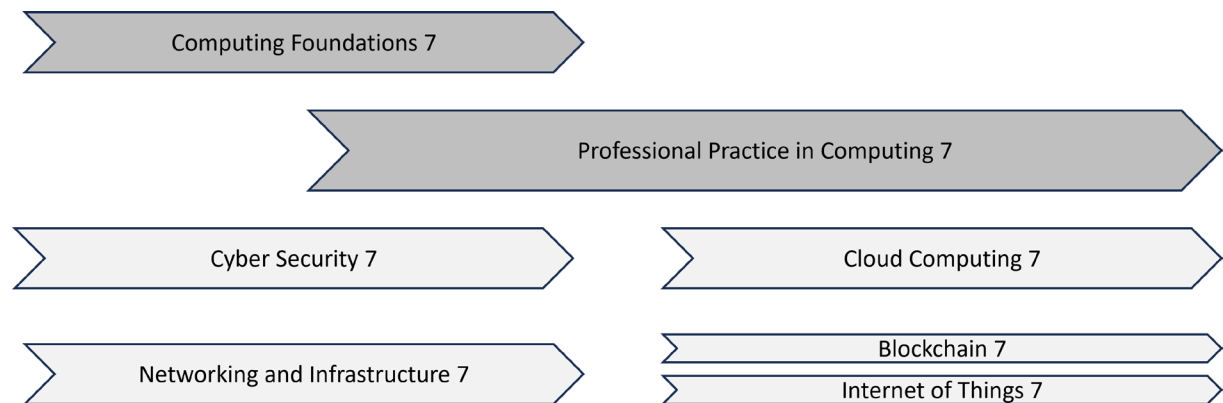 Computing Foundations 7
Professional Practice in Computing 7
Cyber Security 7
Cloud Computing 7
Networking and Infrastructure 7
Blockchain 7
Internet of Things 7